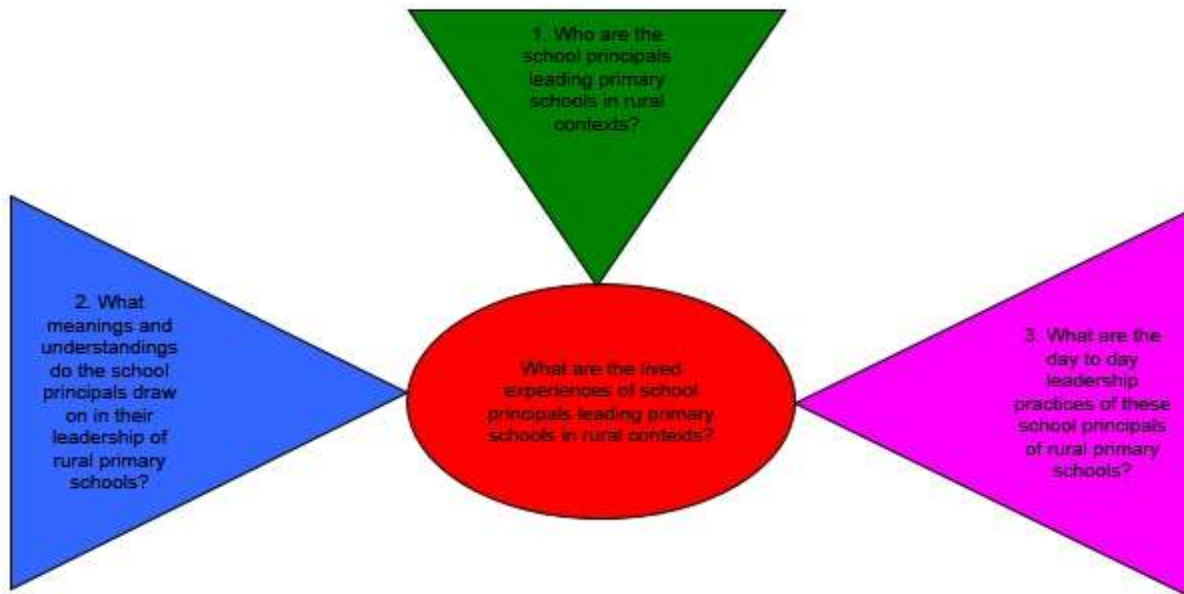 1. Who are the
school principals
leading primary
schools in rural
contexts?
2. What
meanings and
understandings
do the school
principals draw
on in their
leadership of
rural primary
schools?
What are the lived
experiences of school
principals leading primary
schools in rural contexts?
3. What are the
day to day
leadership
practices of these
school principals
of rural primary
schools?